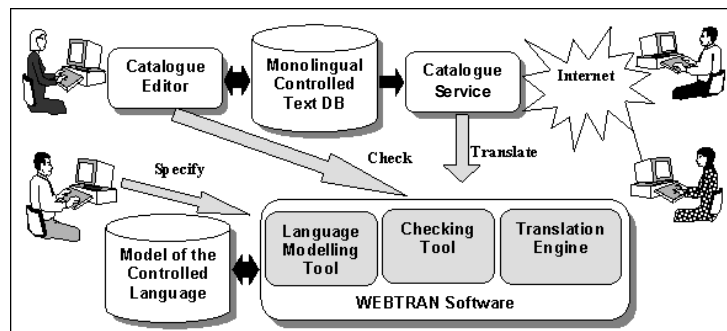 Catalogue
Editor
Monolingual
Controlled
Text DB
Catalogue
Service
Internet
Check
Translate
Specify
Model of the
Controlled
Language
Language
Modelling
Tool
Checking
Tool
Translation
Engine
WEBTRAN Software